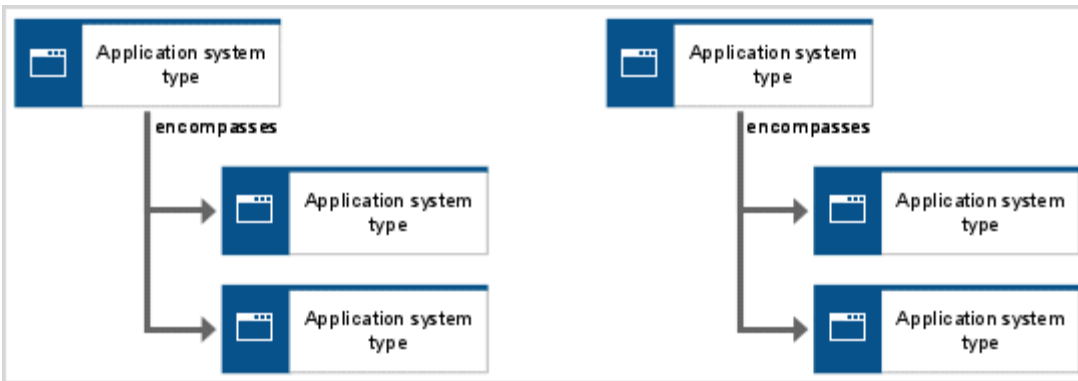 Application system
type
Application system
type
encompasses
encompasses
Application system
type
Application system
type
Application system
type
Application system
type